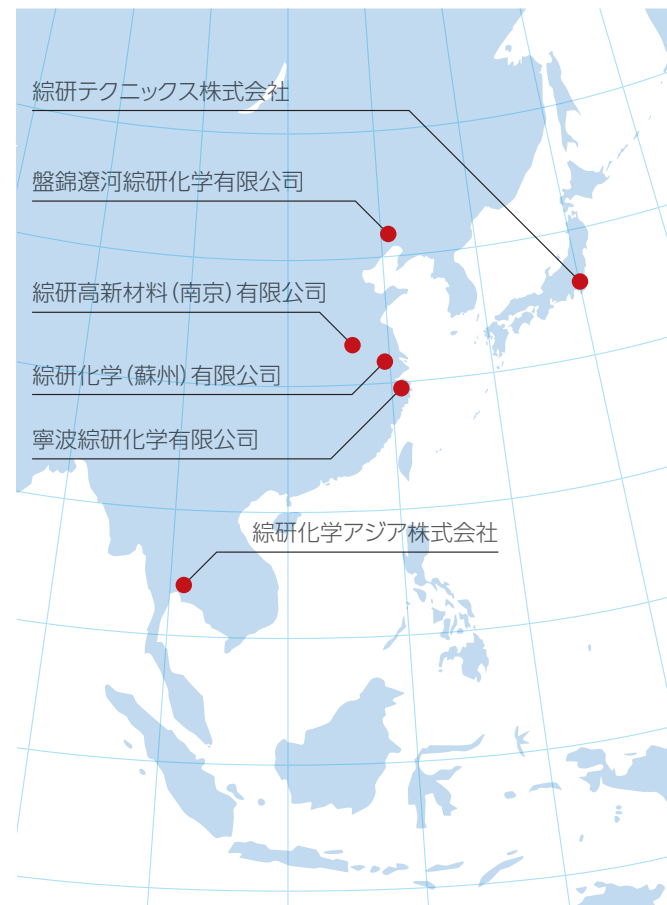 綜研テクニックス株式会社
盤錦遼河綜研化学有限公司
綜研高新材料(南京)有限公司
綜研化学(蘇州)有限公司
寧波綜研化学有限公司
綜研化学アジア株式会社